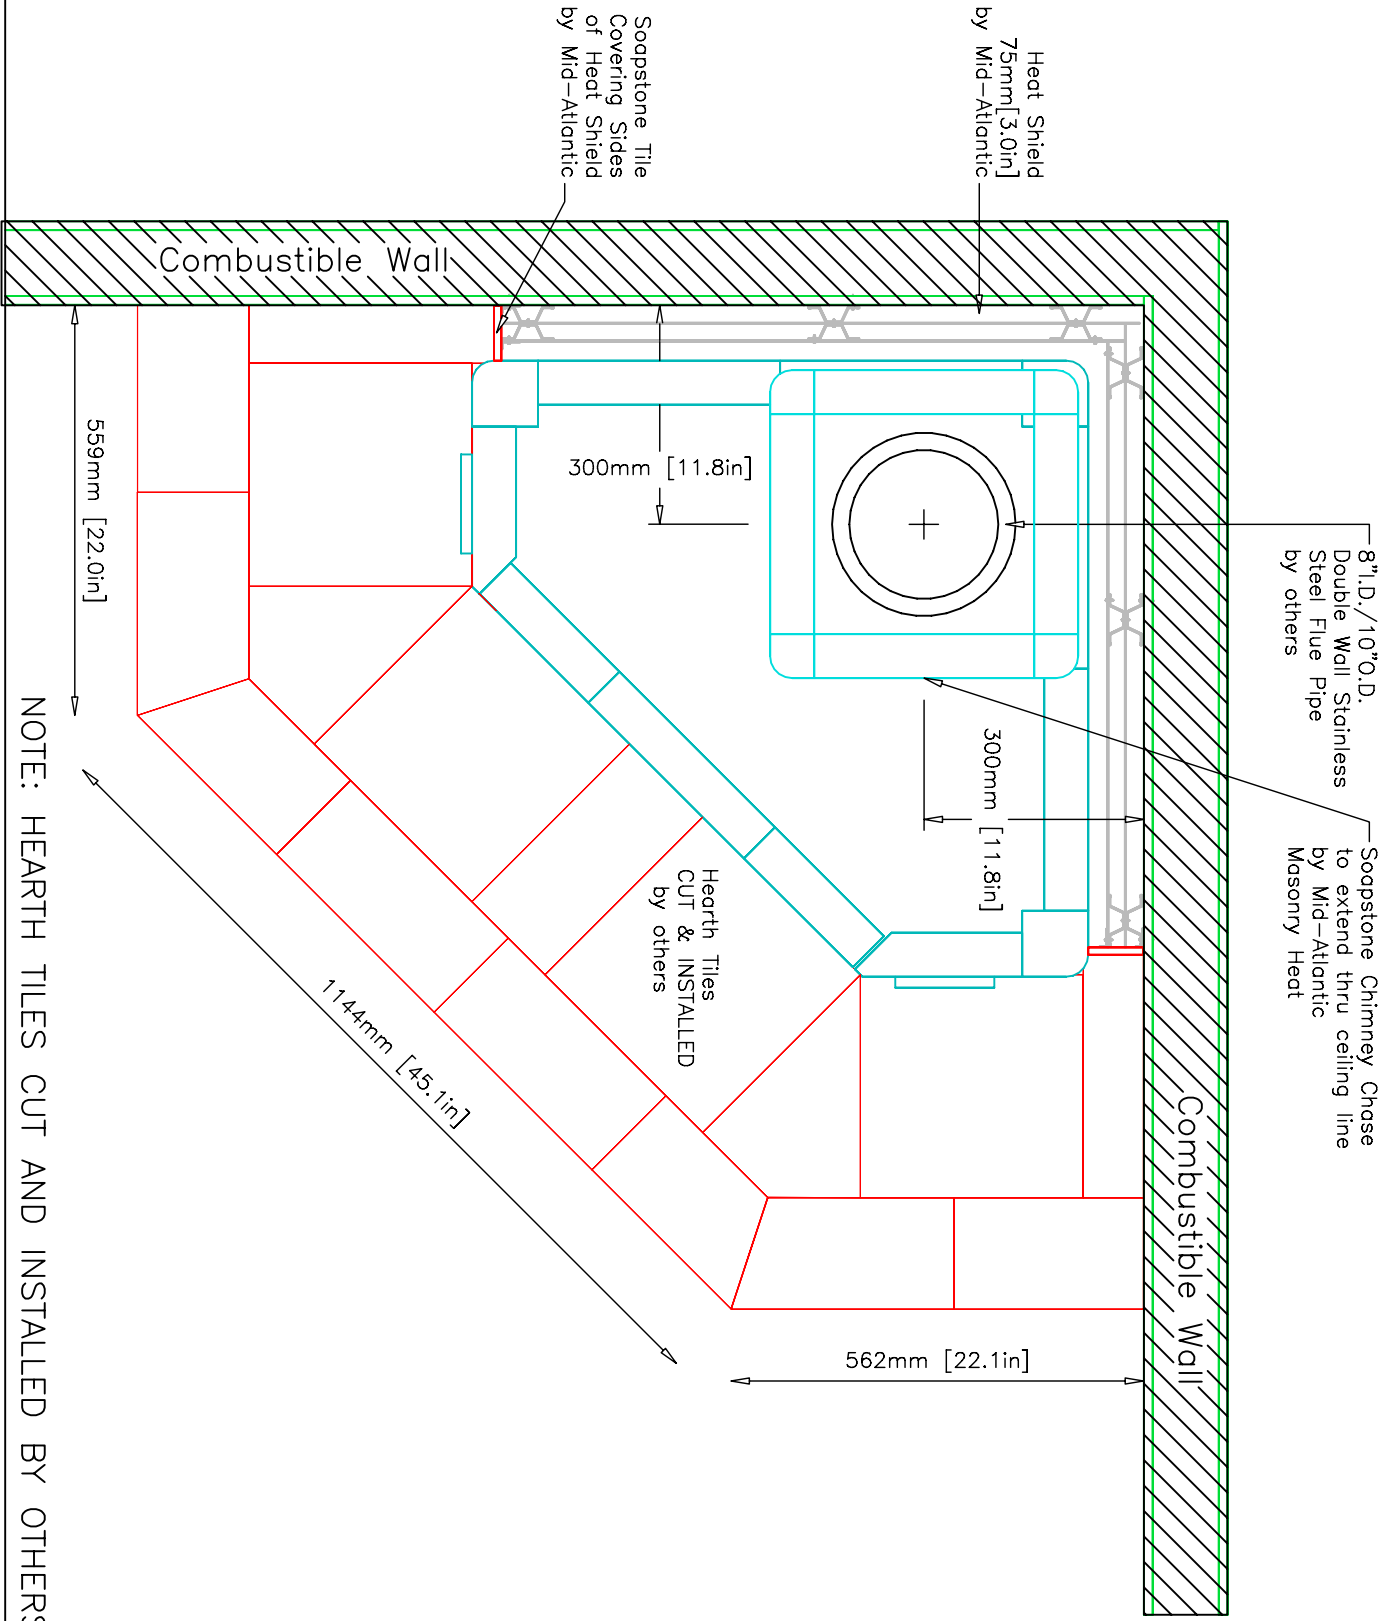 Heat Shield
75mm[3.0in]
by Mid-Atlantic
Soapstone Tile
Covering Sides
of Heat Shield
by Mid-Atlantic
8"I.D./10"O.D.
Double Wall Stainless
Steel Flue Pipe
by others
Soapstone Chimney Chase
to extend thru ceiling line
by Mid-Atlantic
Masonry Heat
Combustible Wall
Combustible Wall
300mm [11.8in]
300mm [11.8in]
559mm [22.0in]
Hearth Tiles
CUT & INSTALLED
by others
1144mm [45.1in]
562mm [22.1in]
NOTE: HEARTH TILES CUT AND INSTALLED BY OTHERS